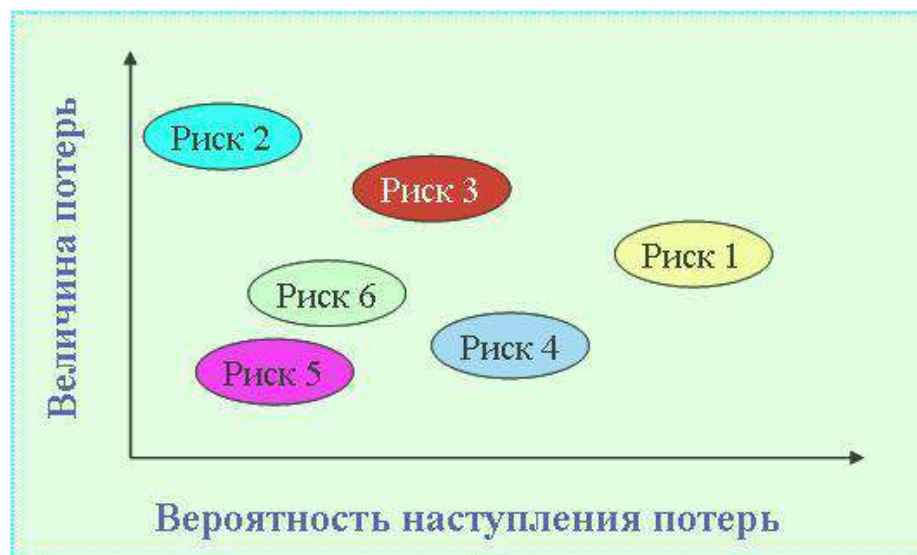 Величина потерь
Риск 2
Риск 3
Риск 1
Риск 6
Риск 4
Риск 5
Вероятность наступления потерь